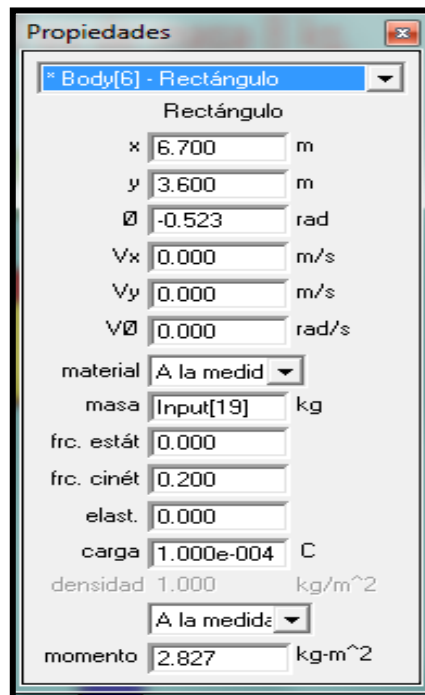 Propiedades
* Body[6] - Rectángulo
Rectángulo
x 6.700 m
y 3.600 m
Ø -0.523 rad
Vx 0.000 m/s
Vy 0.000 m/s
VØ 0.000 rad/s
material A la medid
masa Input[19] kg
frc. estát 0.000
frc. cinét 0.200
elast. 0.000
carga 1.000e-004 C
densidad 1.000 kg/m^2
A la medida
momento 2.827 kg-m^2